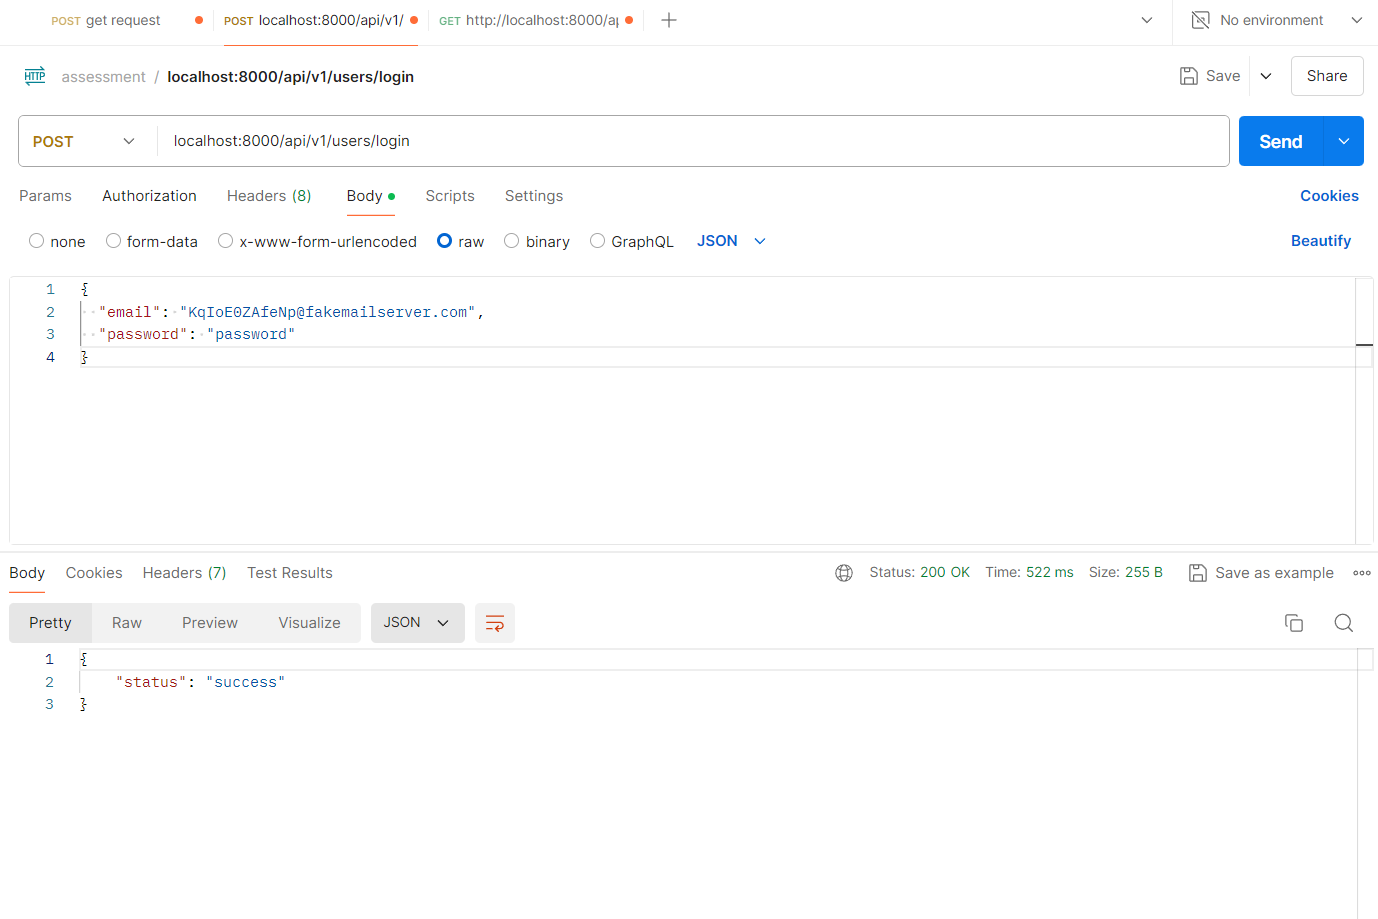 POST get request POST localhost:8000/api/v1/ GET http://localhost:8000/ap No environment
HTTP assessment / localhost:8000/api/v1/users/login Save Share
POST localhost:8000/api/v1/users/login Send
Params Authorization Headers (8) Body Scripts Settings Cookies
none form-data x-www-form-urlencoded raw binary GraphQL JSON Beautify
1 {
2 "email": "KqIoE0ZAfeNp@fakemailserver.com",
3 "password": "password"
4 }
Body Cookies Headers (7) Test Results Status: 200 OK Time: 522 ms Size: 255 B Save as example
Pretty Raw Preview Visualize JSON
1 {
2 "status": "success"
3 }